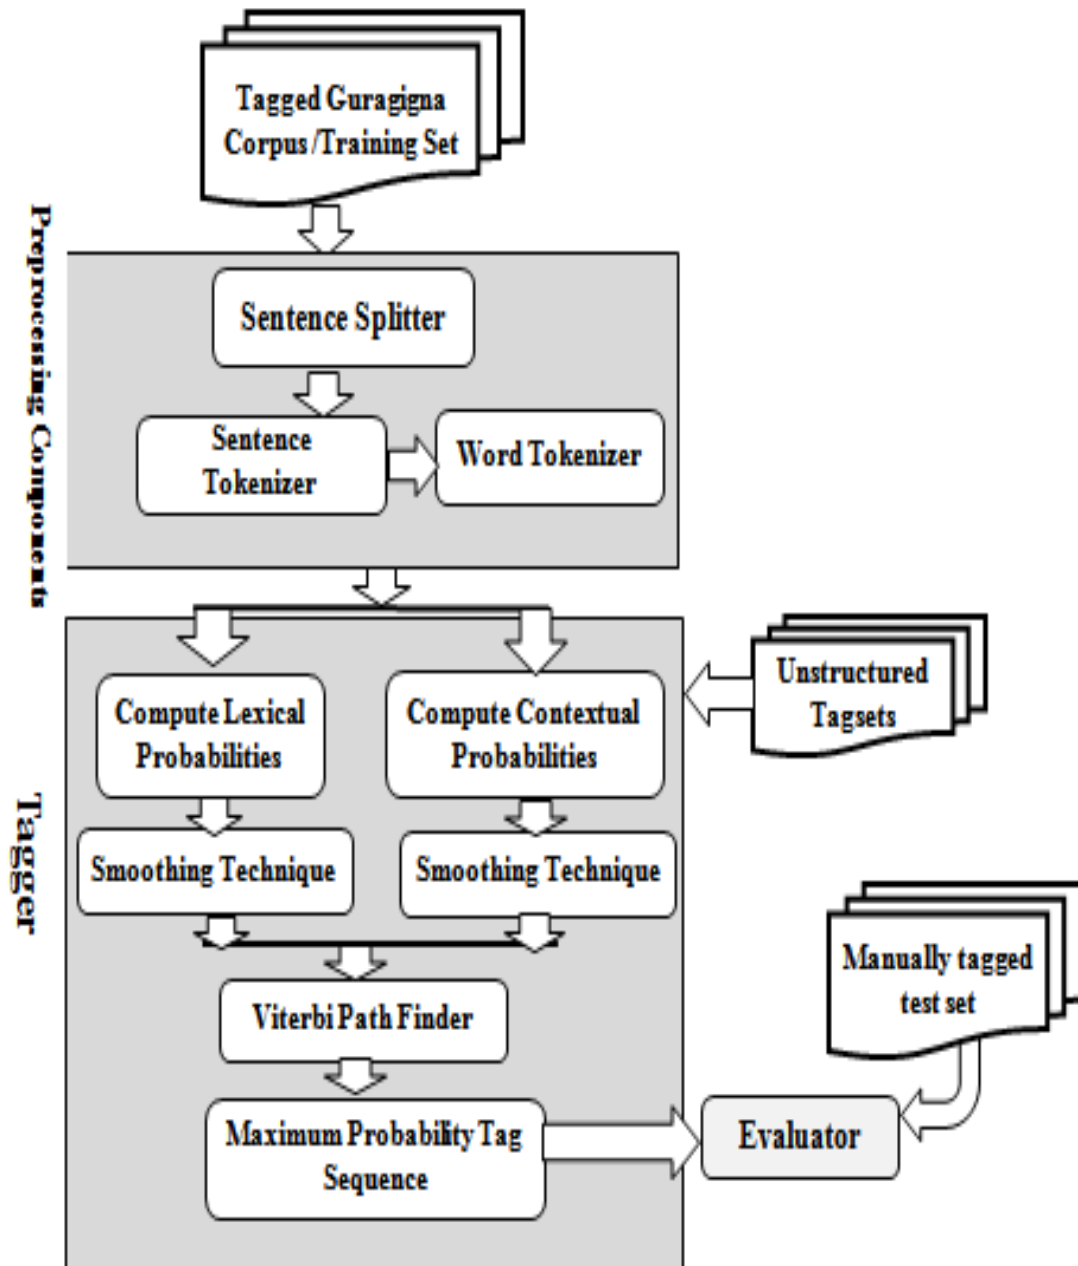 Tagged Guragigna
Corpus /Training Set
Preprocessing Components
Sentence Splitter
Sentence
Tokenizer
Word Tokenizer
Tagger
Compute Lexical
Probabilities
Compute Contextual
Probabilities
Unstructured
Tagsets
Smoothing Technique
Smoothing Technique
Manually tagged
test set
Viterbi Path Finder
Maximum Probability Tag
Sequence
Evaluator